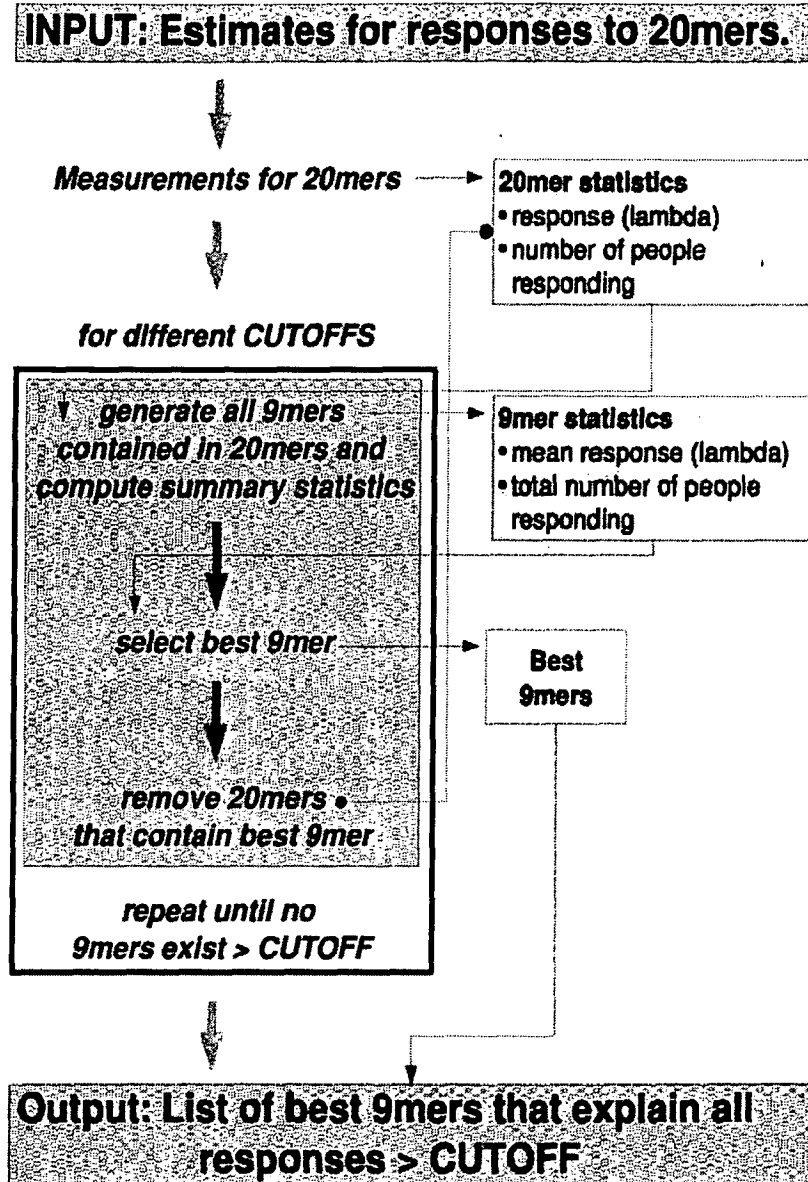 INPUT: Estimates for responses to 20mers.
Measurements for 20mers
20mer statistics
• response (lambda)
• number of people
responding
for different CUTOFFS
generate all 9mers
contained in 20mers and
compute summary statistics
9mer statistics
• mean response (lambda)
• total number of people
responding
select best 9mer
Best
9mers
remove 20mers
that contain best 9mer
repeat until no
9mers exist > CUTOFF
Output: List of best 9mers that explain all
responses > CUTOFF